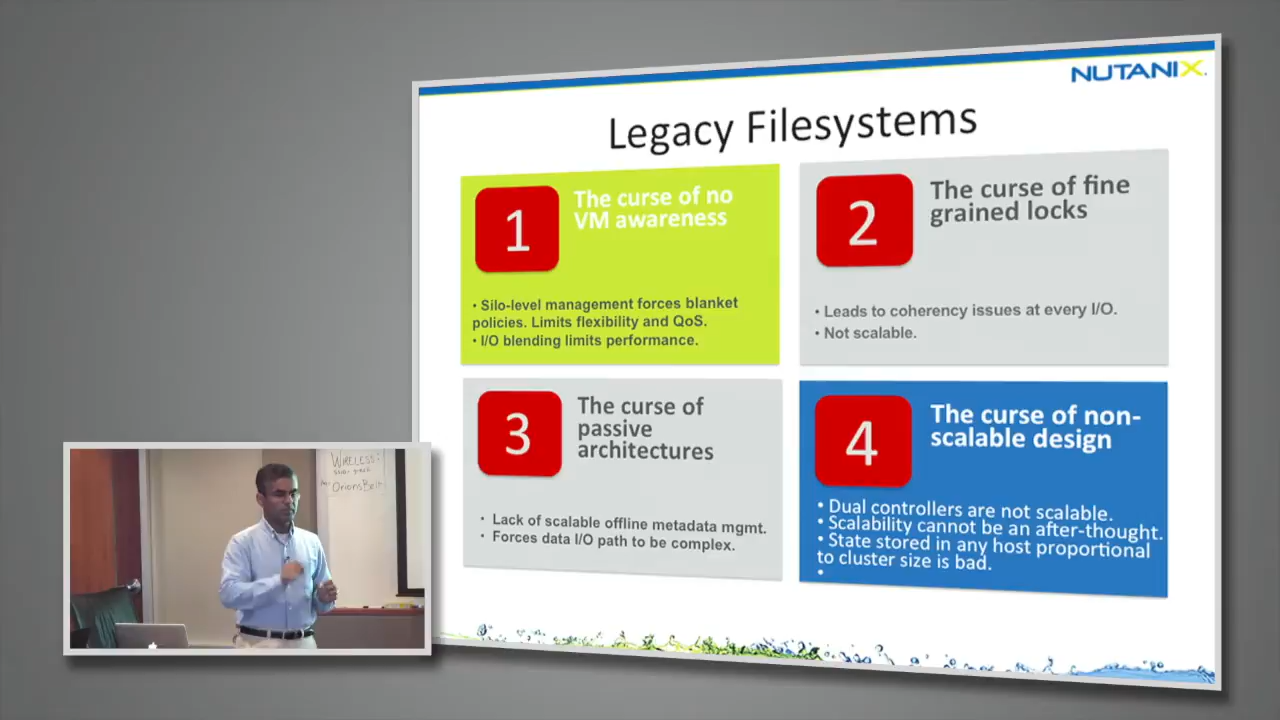 NUTANIX
Legacy Filesystems
1
The curse of no
VM awareness
• Silo-level management forces blanket
policies. Limits flexibility and QoS.
• I/O blending limits performance.
2
The curse of fine
grained locks
• Leads to coherency issues at every I/O.
• Not scalable.
3
The curse of
passive
architectures
• Lack of scalable offline metadata mgmt.
• Forces data I/O path to be complex.
4
The curse of non-
scalable design
• Dual controllers are not scalable.
• Scalability cannot be an after-thought.
• State stored in any host proportional
to cluster size is bad.
•
WIRELESS:
OrionsBelt